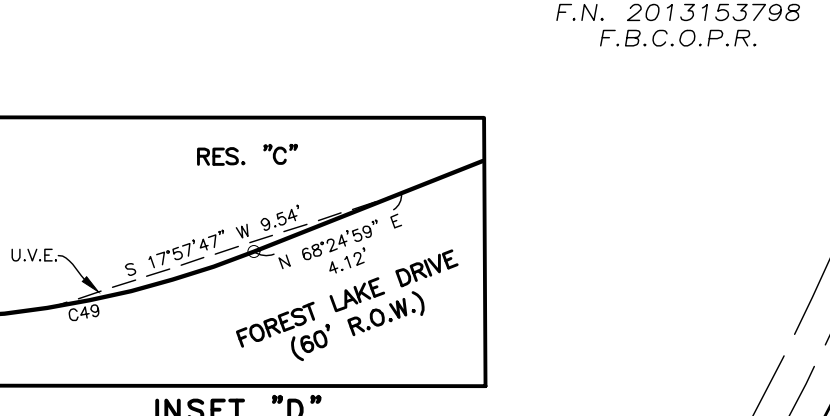 F.N. 2013153798
F.B.C.O.P.R.
RES. "C"
S 17°57'47" W 9.54'
U.V.E.
N 68°24'59" E
4.12'
C49
FOREST LAKE DRIVE
(60' R.O.W.)
INSET "D"